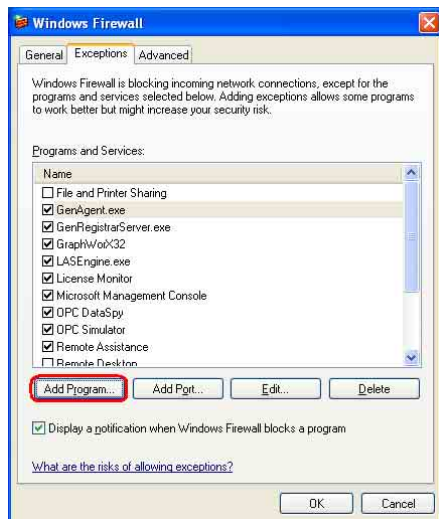 Windows Firewall
General Exceptions Advanced
Windows Firewall is blocking incoming network connections, except for the
programs and services selected below. Adding exceptions allows some programs
to work better but might increase your security risk.
Programs and Services:
Name
File and Printer Sharing
GenAgent.exe
GenRegistrarServer.exe
GraphWorX32
LASEngine.exe
License Monitor
Microsoft Management Console
OPC DataSpy
OPC Simulator
Remote Assistance
Remote Desktop
Add Program... Add Port... Edit... Delete
Display a notification when Windows Firewall blocks a program
What are the risks of allowing exceptions?
OK Cancel